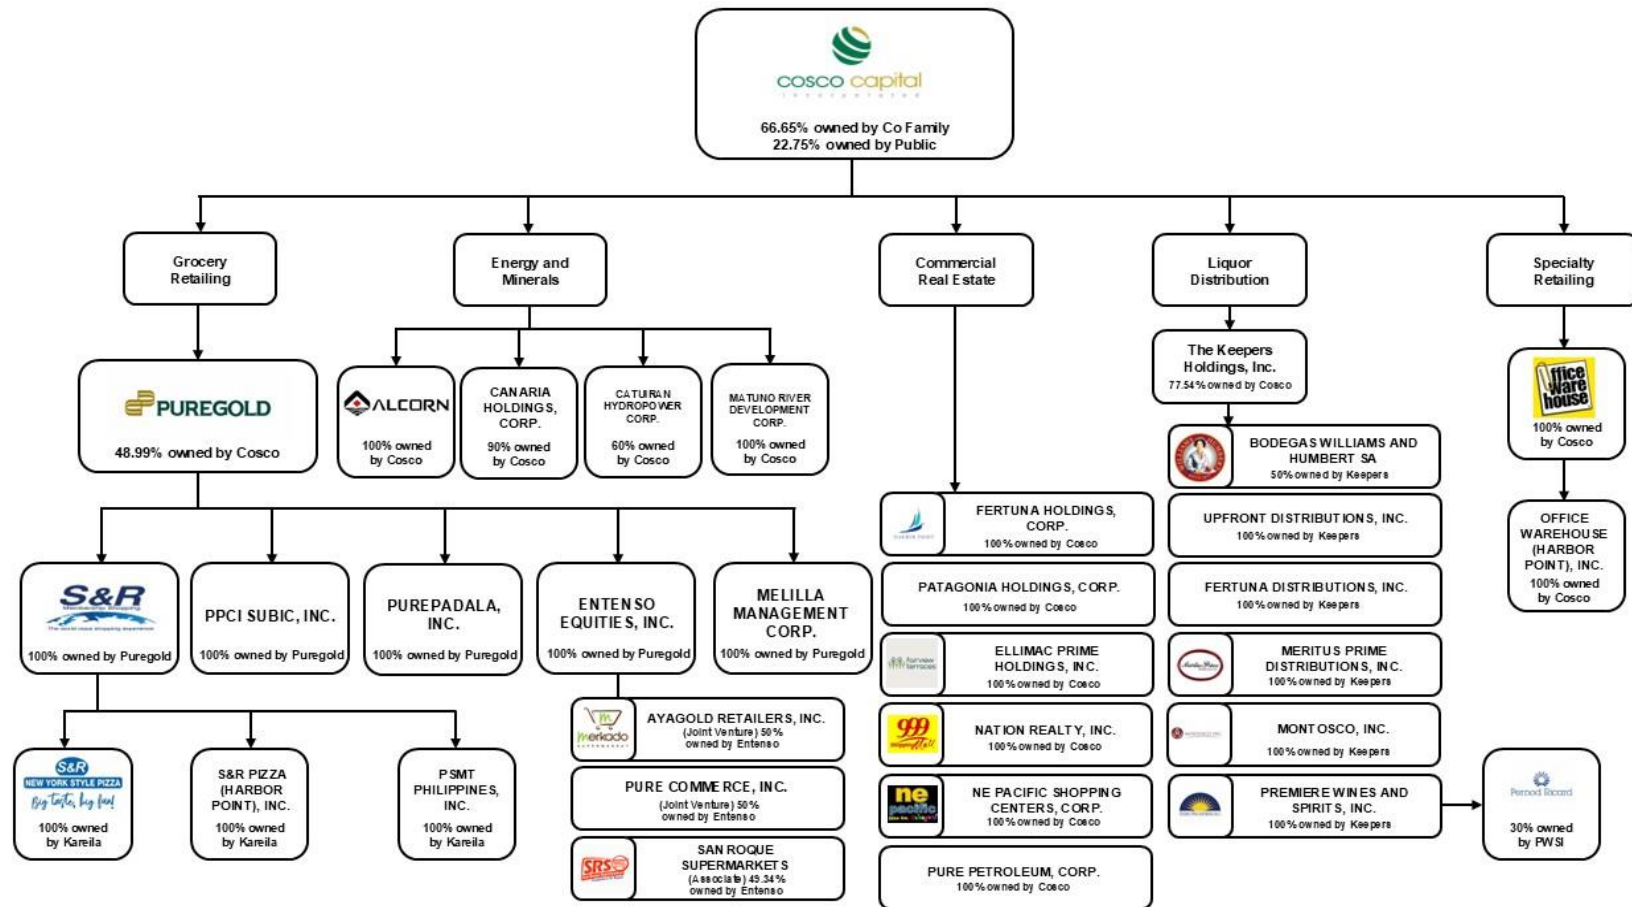 cosco capital
incorporated
66.65% owned by Co Family
22.75% owned by Public
Grocery
Retailing
Energy and
Minerals
Commercial
Real Estate
Liquor
Distribution
Specialty
Retailing
PUREGOLD
48.99% owned by Cosco
ALCORN
100% owned
by Cosco
CANARIA
HOLDINGS,
CORP.
90% owned
by Cosco
CATUIRAN
HYDROPOWER
CORP.
60% owned
by Cosco
MATUNO RIVER
DEVELOPMENT
CORP.
100% owned
by Cosco
The Keepers
Holdings, Inc.
77.54% owned by Cosco
Office
ware
house
100% owned
by Cosco
OFFICE
WAREHOUSE
(HARBOR
POINT), INC.
100% owned
by Cosco
S&R
Membership Shopping
The world-class shopping experience
100% owned by Puregold
PPCI SUBIC, INC.
100% owned by Puregold
PUREPADALA,
INC.
100% owned by Puregold
ENTENSO
EQUITIES, INC.
100% owned by Puregold
MELILLA
MANAGEMENT
CORP.
100% owned by Puregold
S&R
NEW YORK STYLE PIZZA
Big taste, big fun!
100% owned
by Kareila
S&R PIZZA
(HARBOR
POINT), INC.
100% owned
by Kareila
PSMT
PHILIPPINES,
INC.
100% owned
by Kareila
merkado
SUPERMARKET
AYAGOLD RETAILERS, INC.
(Joint Venture) 50%
owned by Entenso
PURE COMMERCE, INC.
(Joint Venture) 50%
owned by Entenso
SRS
SAN ROQUE
SUPERMARKETS
(Associate) 49.34%
owned by Entenso
FERTUNA HOLDINGS,
CORP.
100% owned by Cosco
PATAGONIA HOLDINGS, CORP.
100% owned by Cosco
fairview
terraces
ELLIMAC PRIME
HOLDINGS, INC.
100% owned by Cosco
999
NATION REALTY, INC.
100% owned by Cosco
ne
pacific
NE PACIFIC SHOPPING
CENTERS, CORP.
100% owned by Cosco
PURE PETROLEUM, CORP.
100% owned by Cosco
BODEGAS WILLIAMS AND
HUMBERT SA
50% owned by Keepers
UPFRONT DISTRIBUTIONS, INC.
100% owned by Keepers
FERTUNA DISTRIBUTIONS, INC.
100% owned by Keepers
Meritus Prime
MERITUS PRIME
DISTRIBUTIONS, INC.
100% owned by Keepers
MONTOSCO, INC.
100% owned by Keepers
PREMIERE WINES AND
SPIRITS, INC.
100% owned by Keepers
Pernod Ricard
30% owned
by PWSI